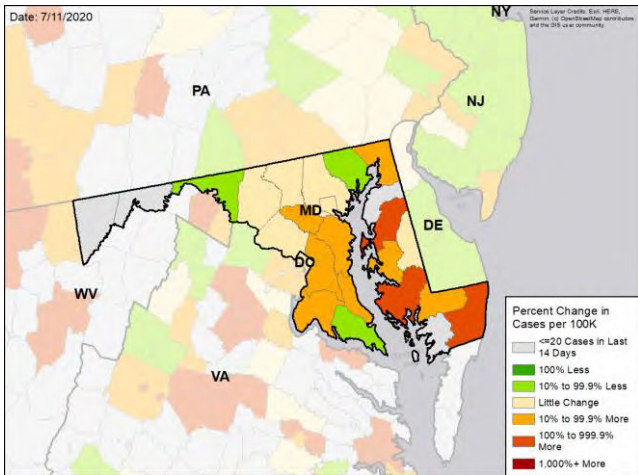 Date: 7/11/2020
NY
Service Layer Credits: Esri, HERE,
Garmin, (c) OpenStreetMap contributors,
and the GIS user community
PA
NJ
MD
DE
DC
WV
VA
Percent Change in
Cases per 100K
<=20 Cases in Last
14 Days
100% Less
10% to 99.9% Less
Little Change
10% to 99.9% More
100% to 999.9%
More
1,000%+ More